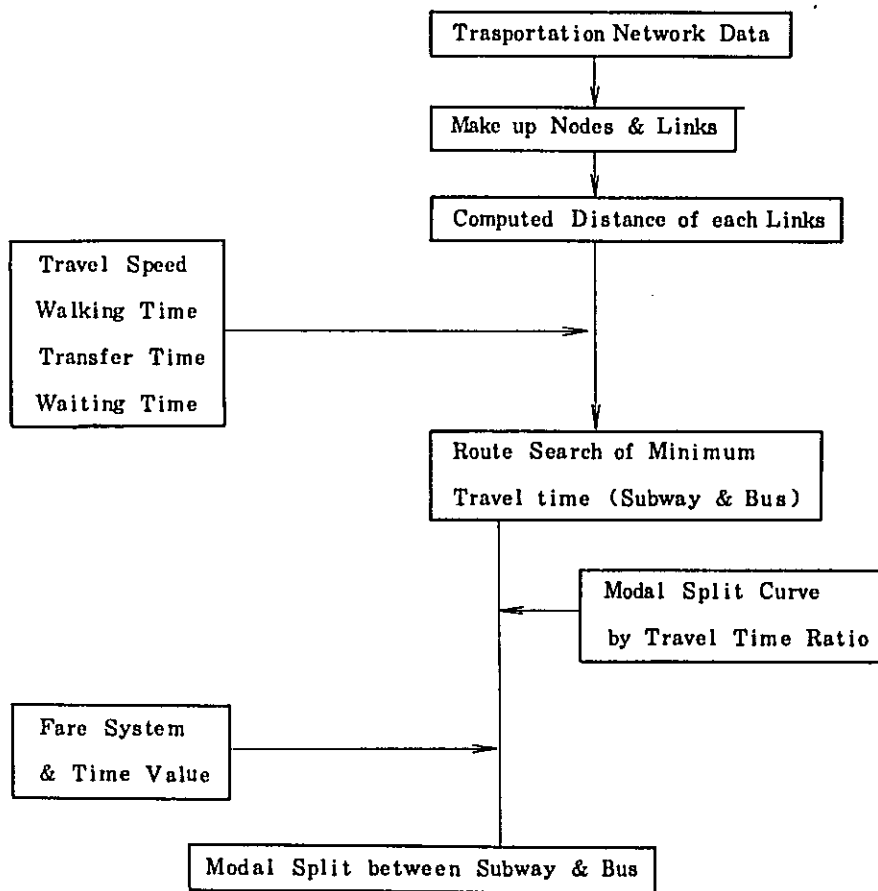 Trasportation Network Data
Make up Nodes & Links
Computed Distance of each Links
Travel Speed
Walking Time
Transfer Time
Waiting Time
Route Search of Minimum
Travel time (Subway & Bus)
Modal Split Curve
by Travel Time Ratio
Fare System
& Time Value
Modal Split between Subway & Bus